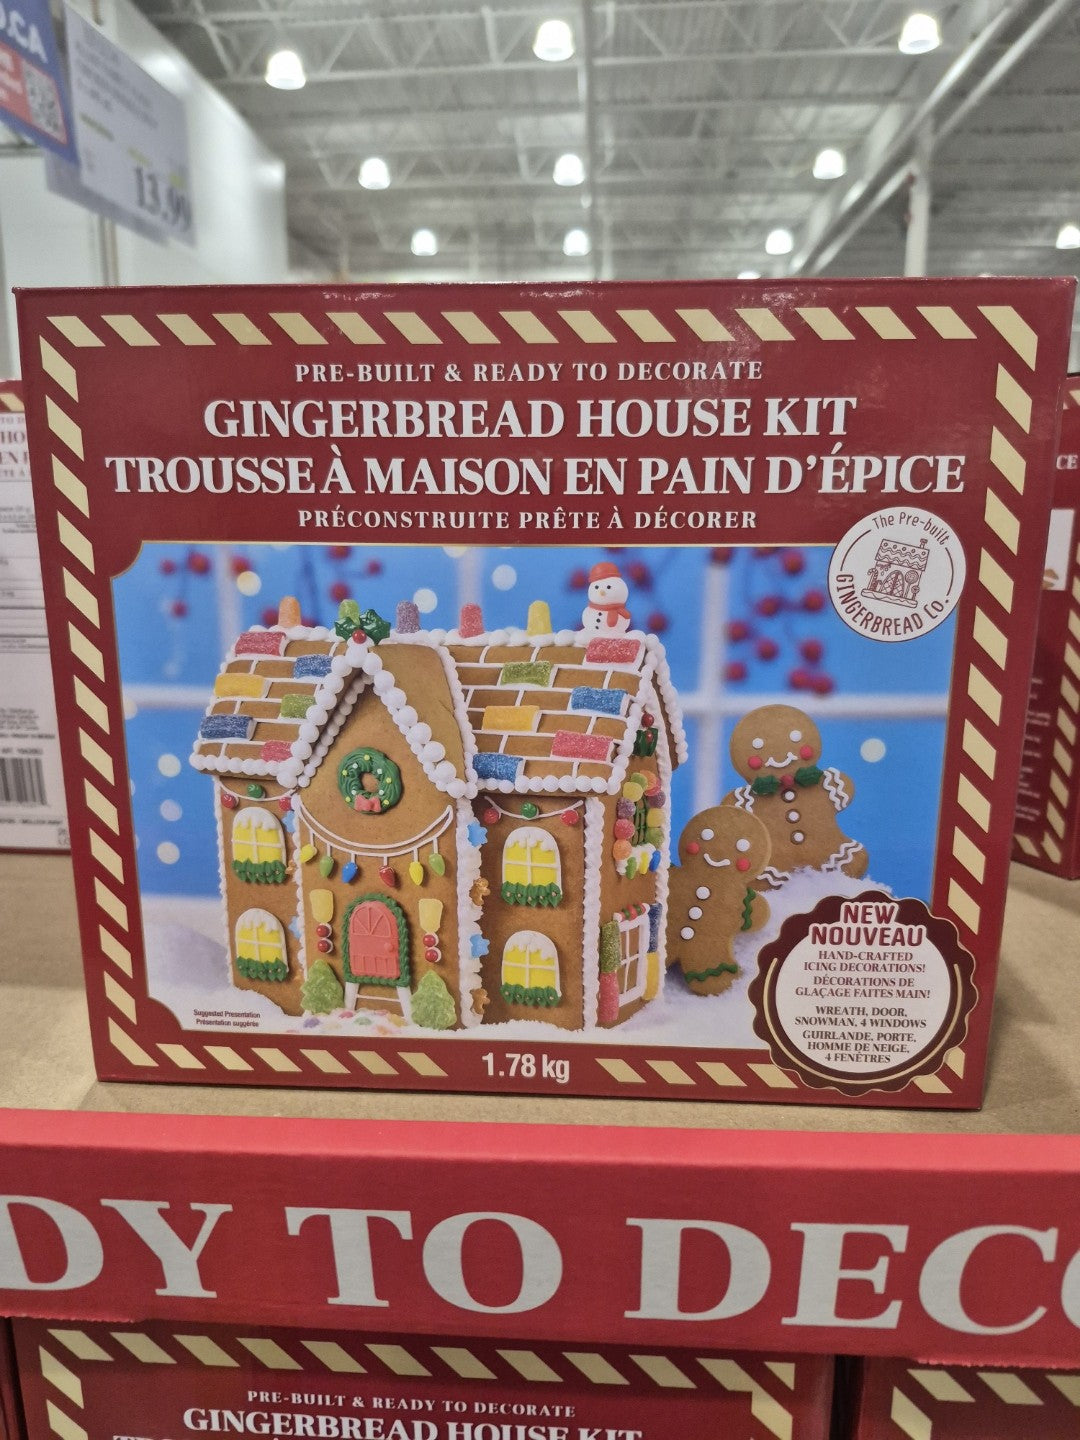 .CA
13.99
PRE-BUILT & READY TO DECORATE
GINGERBREAD HOUSE KIT
TROUSSE À MAISON EN PAIN D'ÉPICE
PRÉCONSTRUITE PRÊTE À DÉCORER
The Pre-built
GINGERBREAD CO.
NEW
NOUVEAU
HAND-CRAFTED
ICING DECORATIONS!
DÉCORATIONS DE
GLAÇAGE FAITES MAIN!
WREATH, DOOR,
SNOWMAN, 4 WINDOWS
GUIRLANDE, PORTE,
HOMME DE NEIGE,
4 FENÊTRES
Suggested Presentation
Présentation suggérée
1.78 kg
DY TO DEC
PRE-BUILT & READY TO DECORATE
GINGERBREAD HOUSE KIT